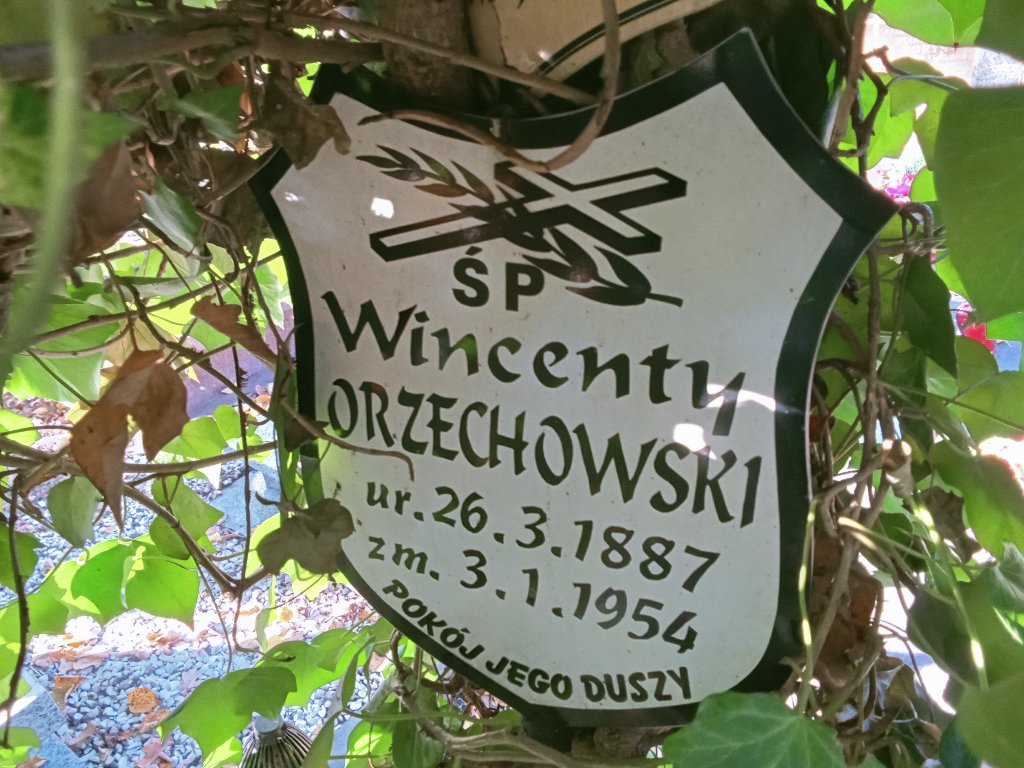 ŚP
Wincenty
ORZECHOWSKI
ur. 26.3.1887
zm. 3.1.1954
POKÓJ JEGO DUSZY